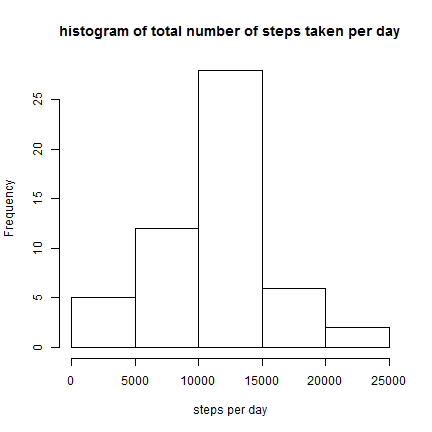 histogram of total number of steps taken per day
Frequency
25
20
15
10
5
0
0 5000 10000 15000 20000 25000
steps per day